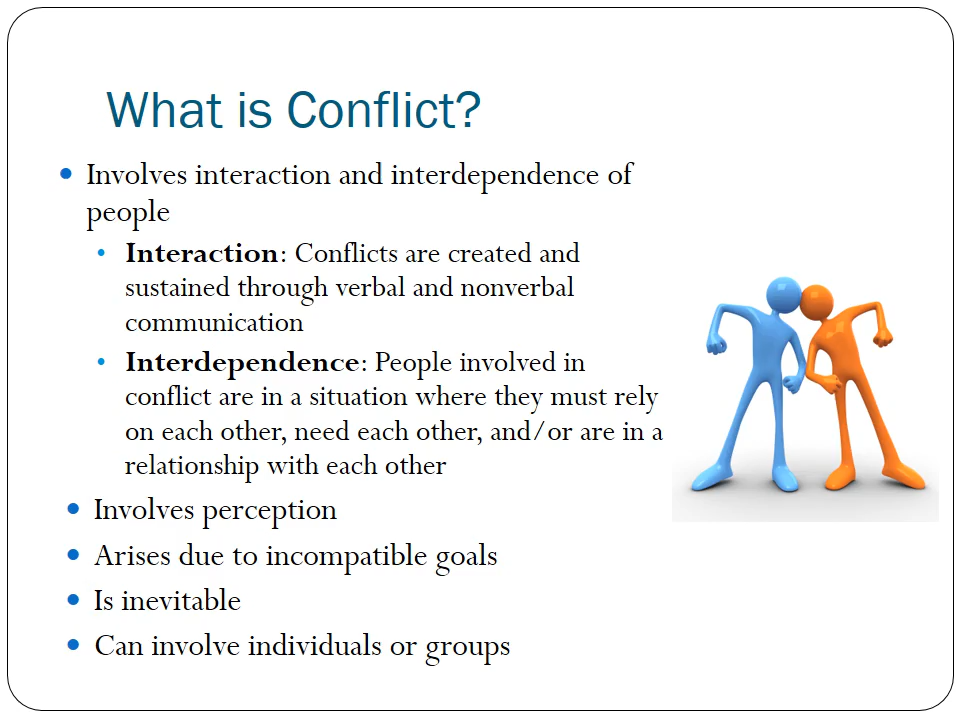 What is Conflict?
Involves interaction and interdependence of
people
Interaction: Conflicts are created and
sustained through verbal and nonverbal
communication
Interdependence: People involved in
conflict are in a situation where they must rely
on each other, need each other, and/or are in a
relationship with each other
Involves perception
Arises due to incompatible goals
Is inevitable
Can involve individuals or groups